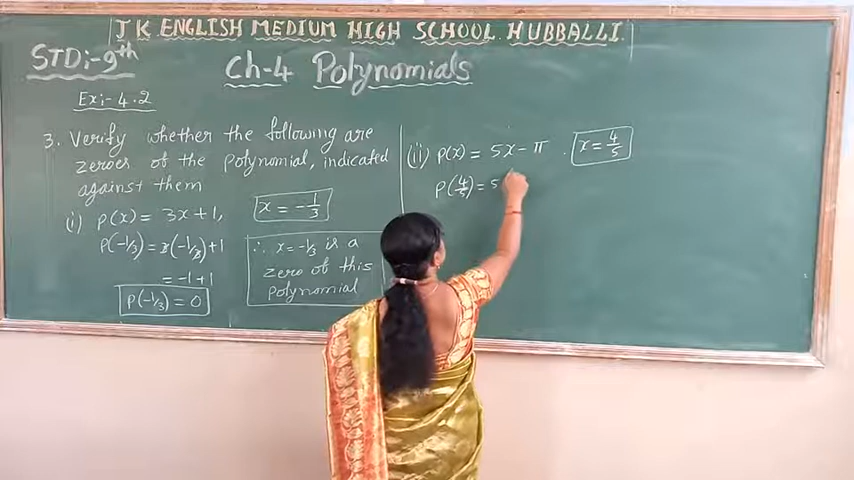 J K ENGLISH MEDIUM HIGH SCHOOL HUBBALLI.
STD:-9th
Ch-4 Polynomials
Ex:- 4.2
3. Verify whether the following are
zeroes of the polynomial, indicated
against them
(i) p(x) = 3x+1, x = -1/3
p(-1/3) = 3(-1/3)+1
= -1+1
p(-1/3) = 0
∴ x = -1/3 is a
zero of this
polynomial
(ii) p(x) = 5x - π . x = 4/5
p(4/5) = 5